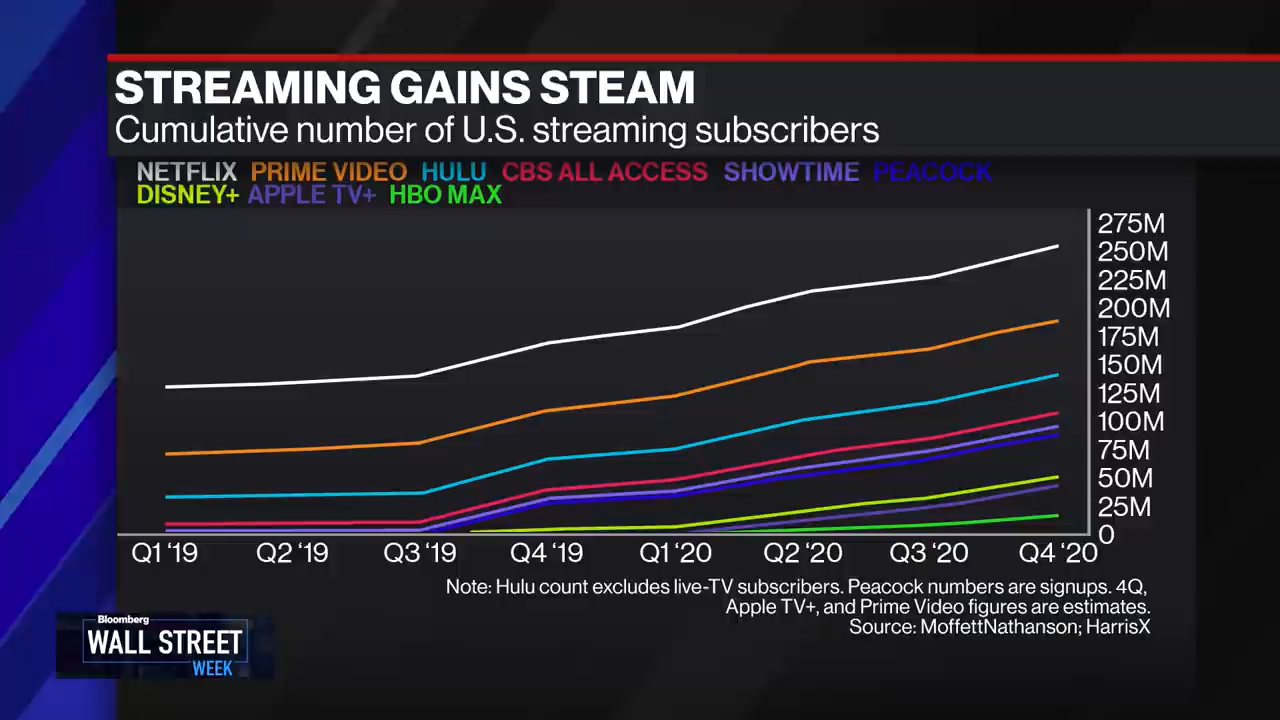 STREAMING GAINS STEAM
Cumulative number of U.S. streaming subscribers
NETFLIX PRIME VIDEO HULU CBS ALL ACCESS SHOWTIME PEACOCK
DISNEY+ APPLE TV+ HBO MAX
275M
250M
225M
200M
175M
150M
125M
100M
75M
50M
25M
0
Q1 '19 Q2 '19 Q3 '19 Q4 '19 Q1 '20 Q2 '20 Q3 '20 Q4 '20
Note: Hulu count excludes live-TV subscribers. Peacock numbers are signups. 4Q,
Apple TV+, and Prime Video figures are estimates.
Source: MoffettNathanson; HarrisX
Bloomberg
WALL STREET
WEEK